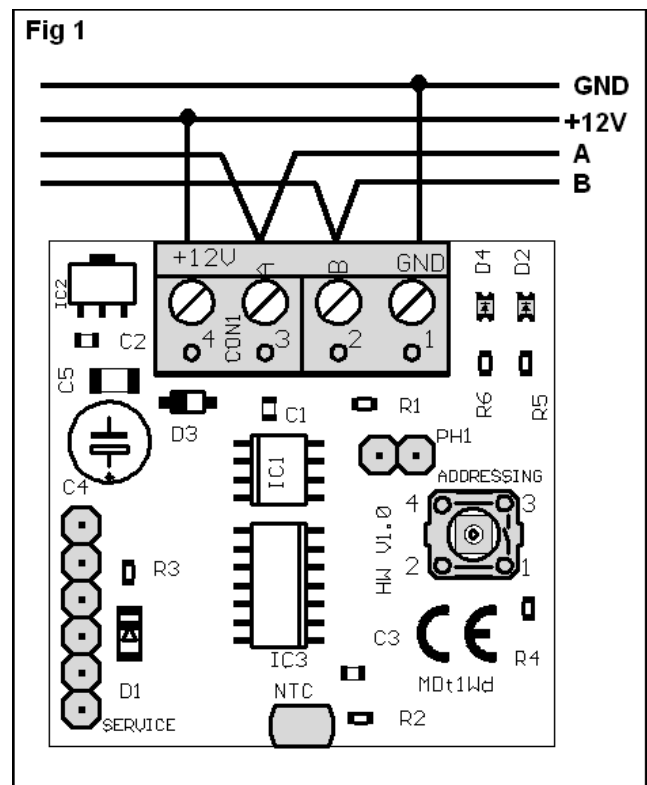 Fig 1
GND
+12V
A
B
+12V A B GND
4 CON1 3 2 1
D4 D2
IC2
C2
C5
D3
C1
R1
R6 R5
PH1
ADDRESSING
C4
IC1
4 3
2 1
HW V1.0
R3
IC3
C3
CE
R4
MDt1Wd
D1
NTC
R2
SERVICE